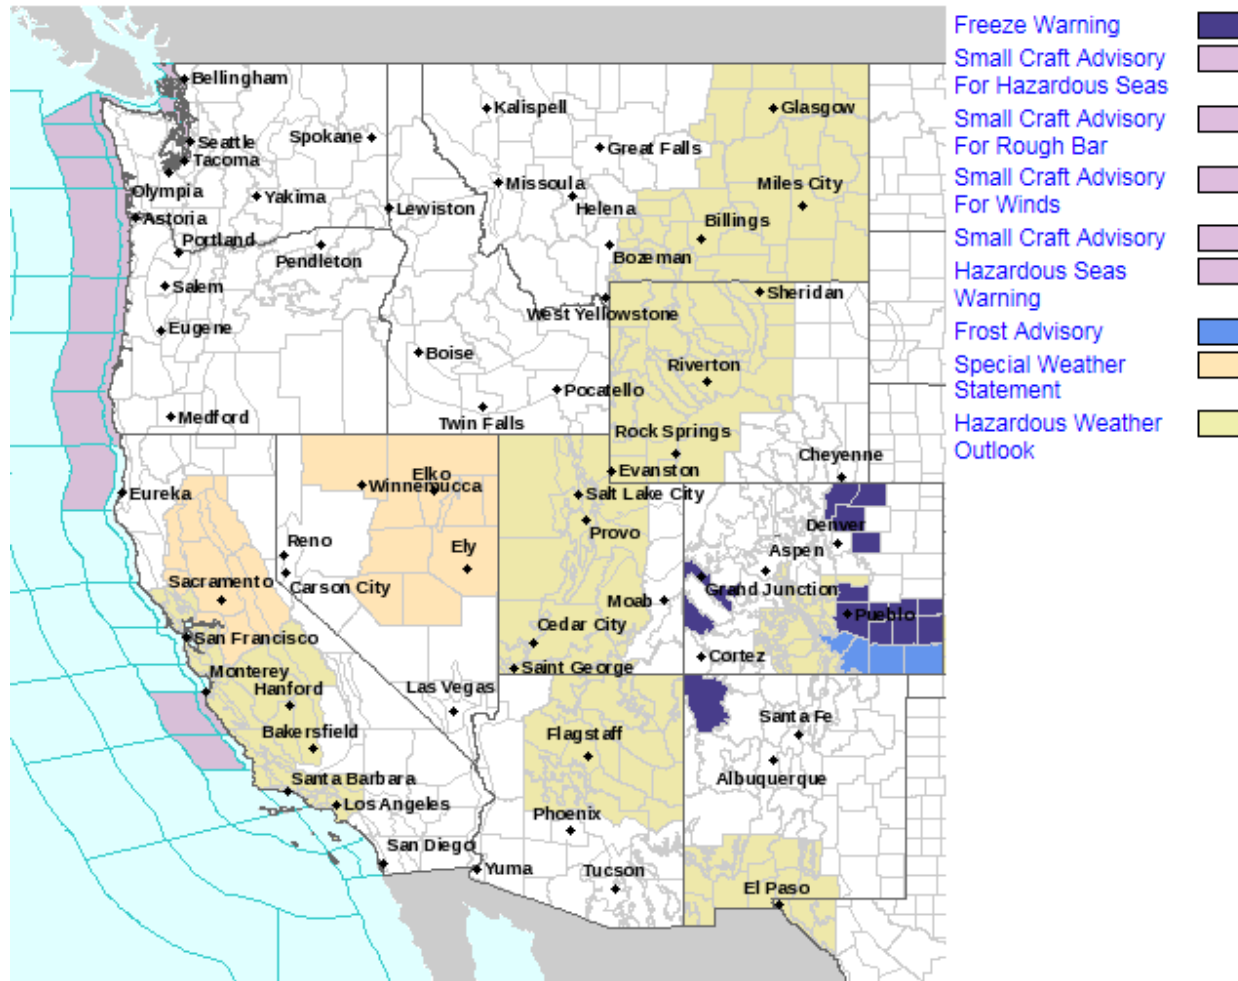 Freeze Warning
Small Craft Advisory
For Hazardous Seas
Small Craft Advisory
For Rough Bar
Small Craft Advisory
For Winds
Small Craft Advisory
Hazardous Seas
Warning
Frost Advisory
Special Weather
Statement
Hazardous Weather
Outlook
Bellingham
Kalispell
Glasgow
Seattle
Spokane
Great Falls
Tacoma
Olympia
Yakima
Missoula
Miles City
Astoria
Lewiston
Helena
Billings
Portland
Pendleton
Bozeman
Salem
Sheridan
West Yellowstone
Eugene
Boise
Riverton
Pocatello
Medford
Twin Falls
Rock Springs
Cheyenne
Elko
Evanston
Eureka
Winnemucca
Salt Lake City
Provo
Denver
Reno
Ely
Aspen
Sacramento
Carson City
Grand Junction
Moab
Pueblo
San Francisco
Cedar City
Monterey
Saint George
Cortez
Hanford
Las Vegas
Santa Fe
Bakersfield
Flagstaff
Albuquerque
Santa Barbara
Los Angeles
Phoenix
San Diego
Yuma
Tucson
El Paso